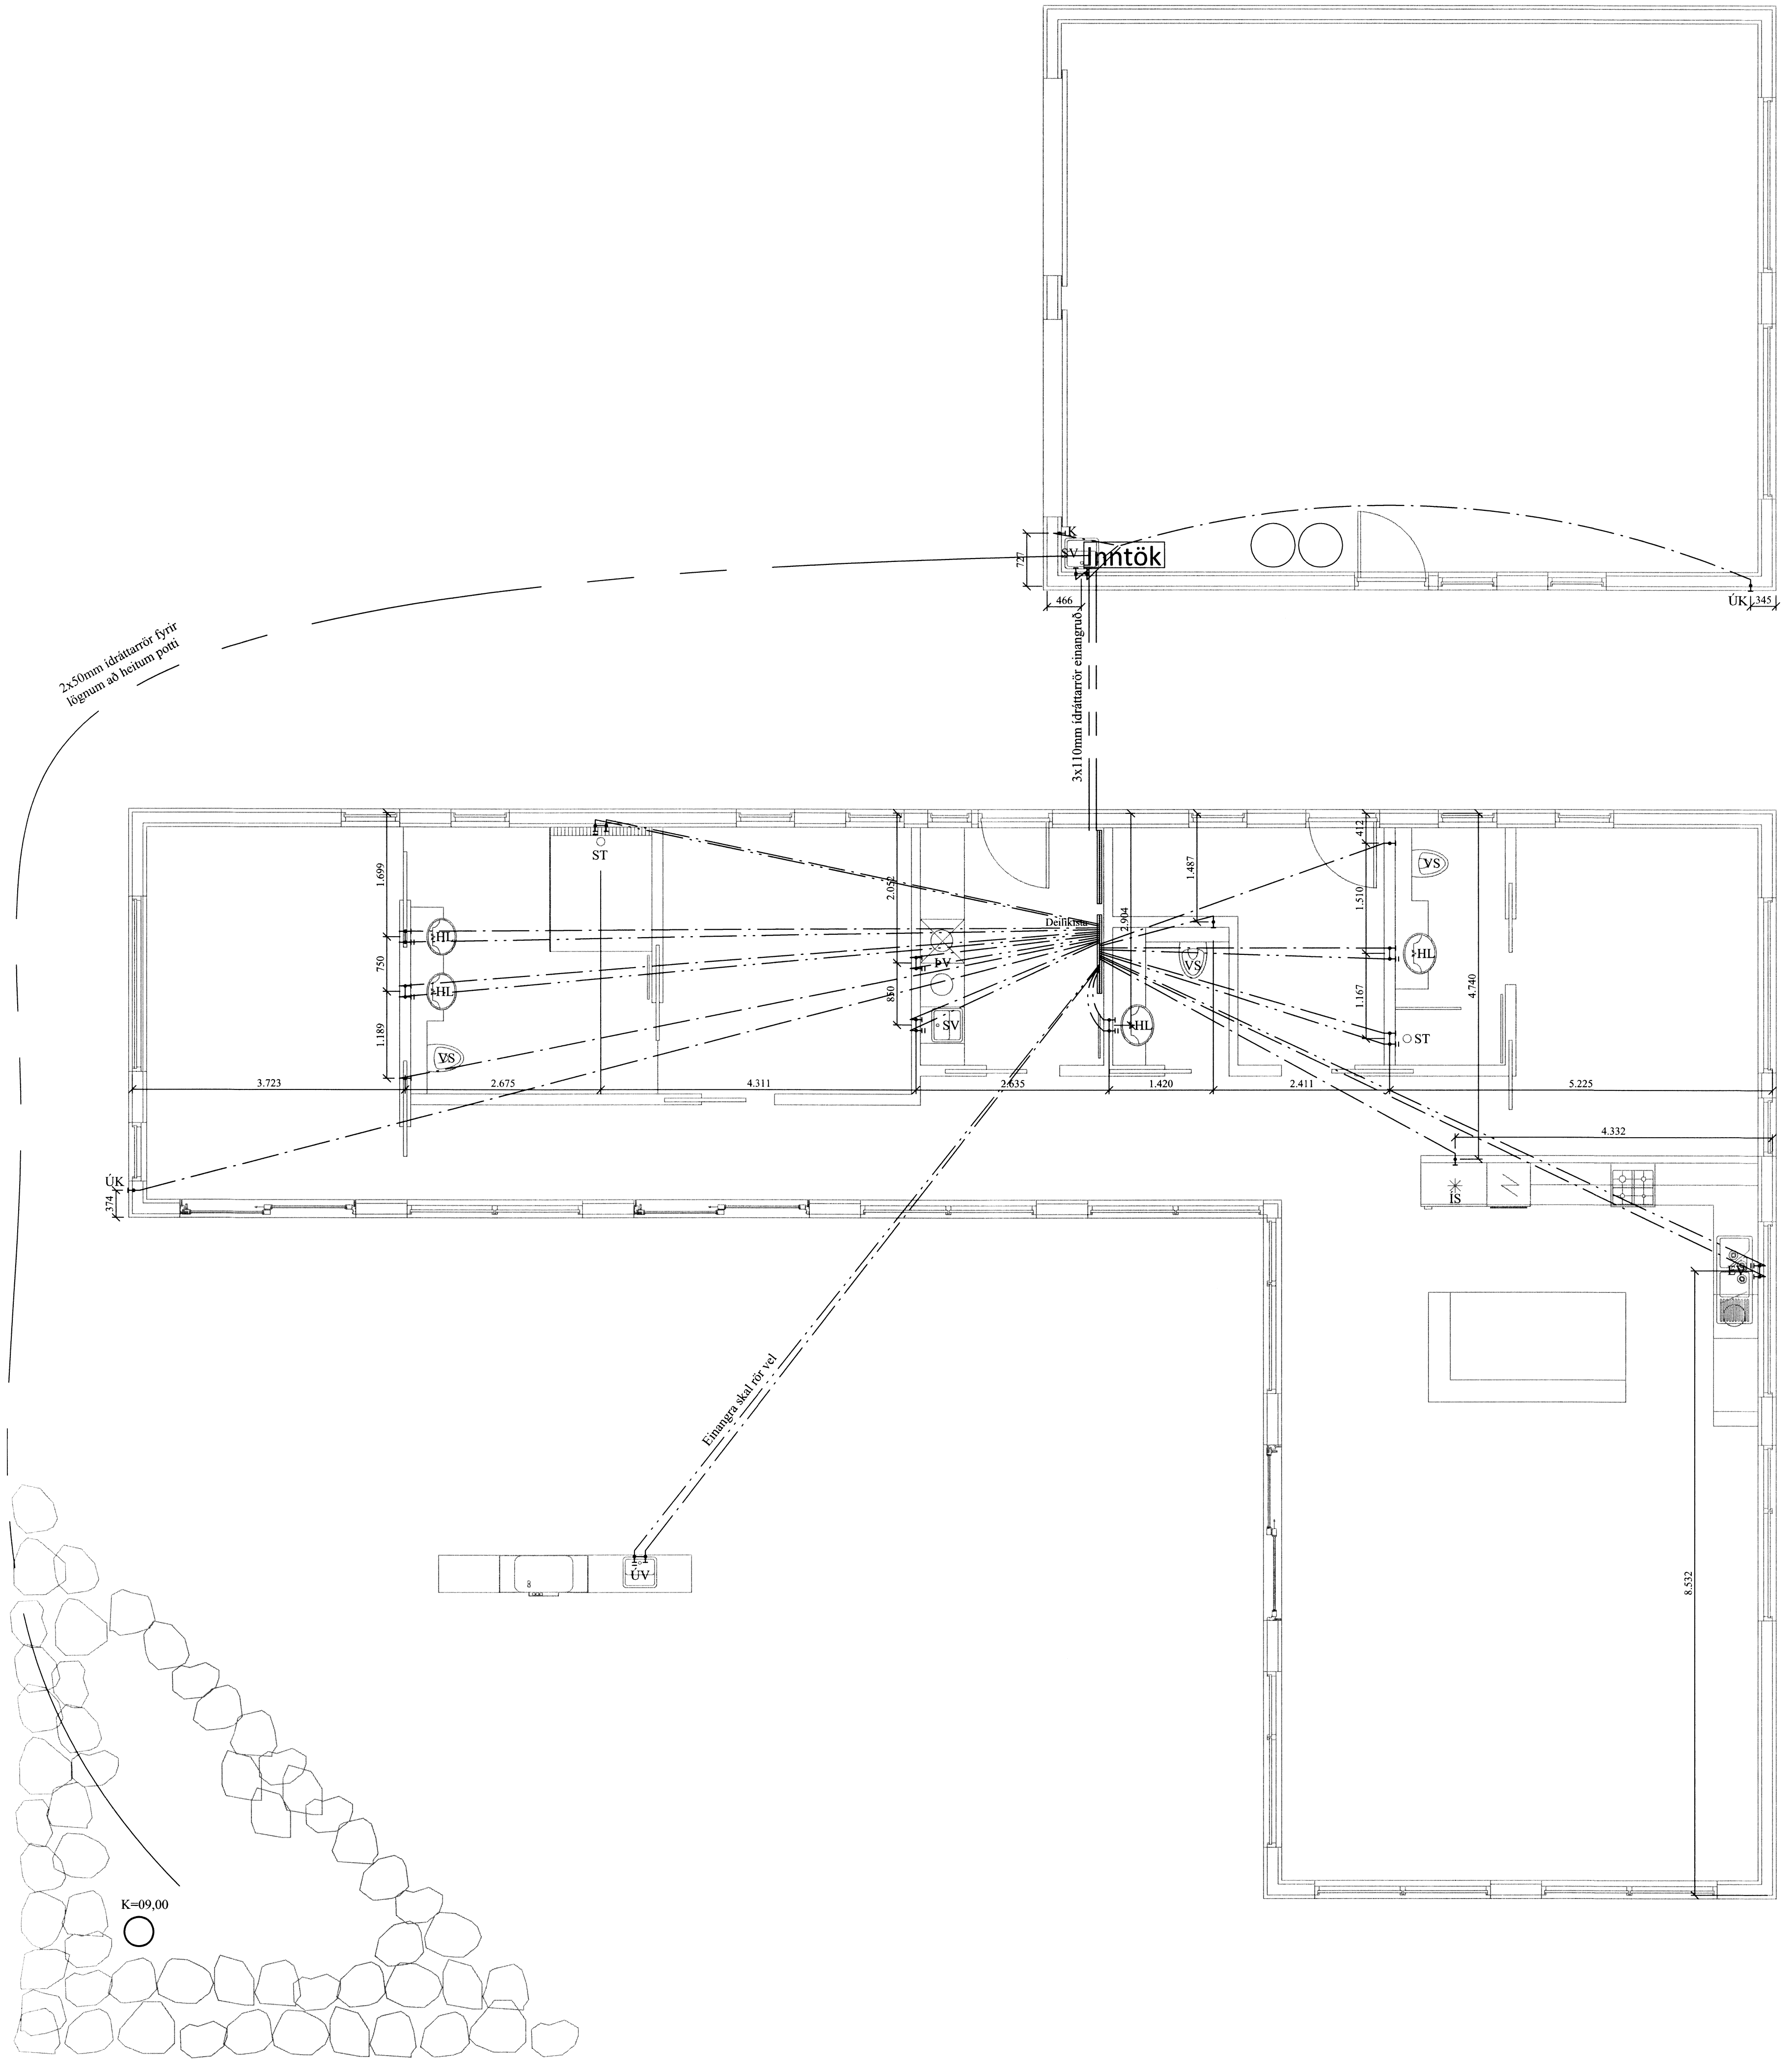 K
SV
Inntök
727
466
ÚK
345
2x50mm ídráttarrör fyrir
lögnum að heitum potti
3x110mm ídráttarrör einangruð
ST
1.699
2.052
2.904
1.487
412
VS
1.510
Deilikista
HL
750
ÞV
VS
HL
HL
850
1.167
4.740
1.189
SV
HL
ST
VS
3.723
2.675
4.311
2.635
1.420
2.411
5.225
4.332
ÚK
374
ÍS
EV
Einangra skal rör vel
ÚV
8.532
K=09,00